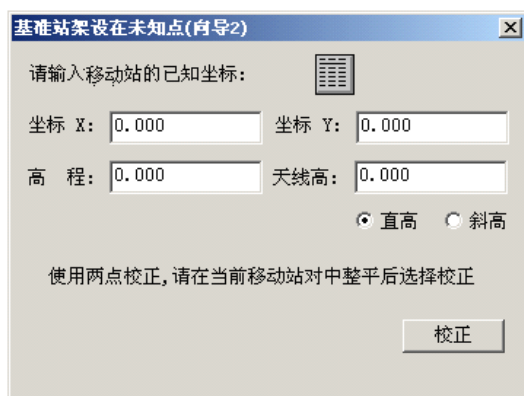 基准站架设在未知点(向导2)
请输入移动站的已知坐标:
坐标 X: 0.000 坐标 Y: 0.000
高 程: 0.000 天线高: 0.000
直高 斜高
使用两点校正,请在当前移动站对中整平后选择校正
校正